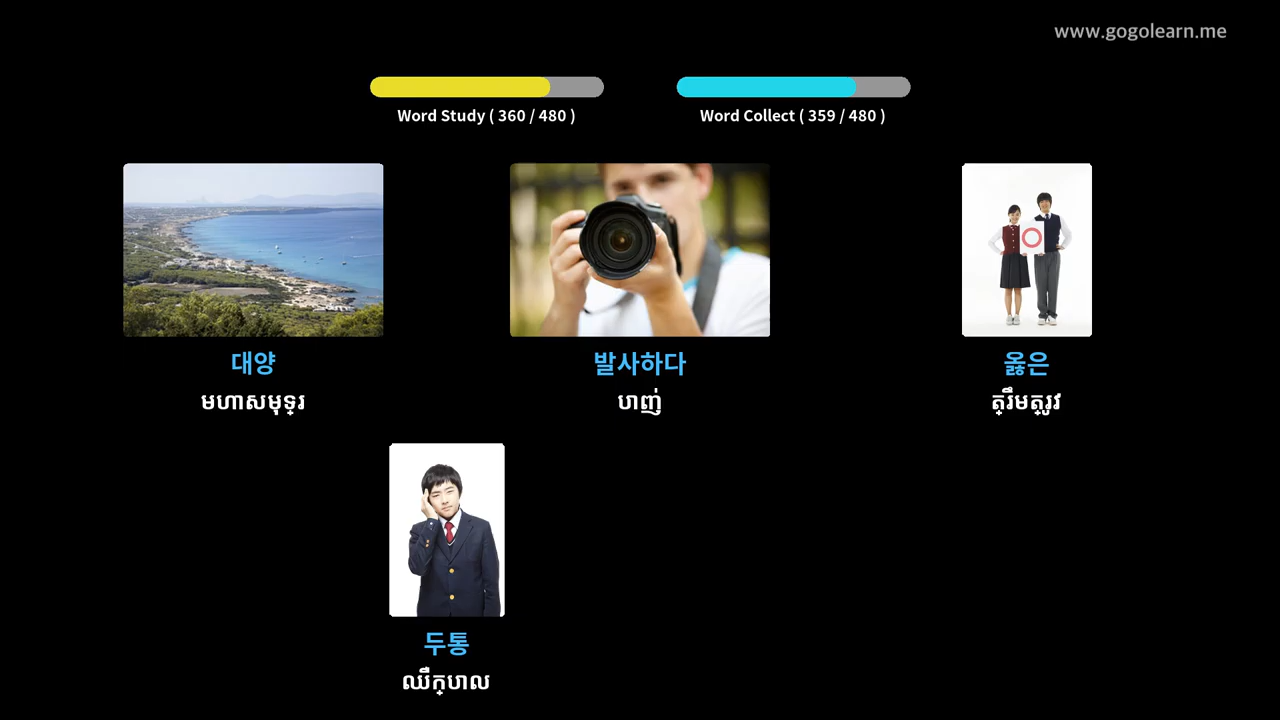 www.gogolearn.me
Word Study ( 360 / 480 )
Word Collect ( 359 / 480 )
대양
មហាសមុទ្រ
발사하다
បាញ់
옳은
ត្រឹមត្រូវ
두통
ឈឺក្បាល